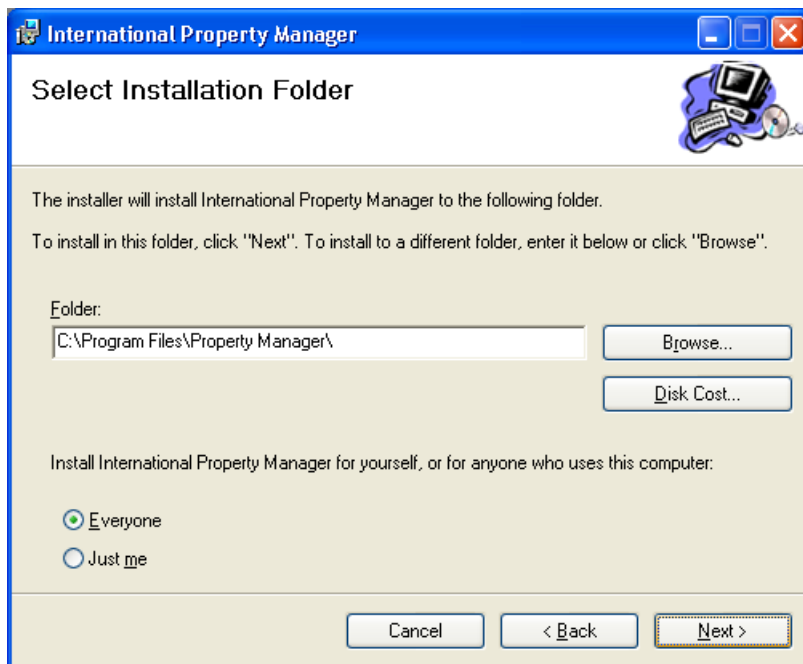 International Property Manager
Select Installation Folder
The installer will install International Property Manager to the following folder.
To install in this folder, click "Next". To install to a different folder, enter it below or click "Browse".
Folder:
C:\Program Files\Property Manager\
Browse...
Disk Cost...
Install International Property Manager for yourself, or for anyone who uses this computer:
Everyone
Just me
Cancel
< Back
Next >